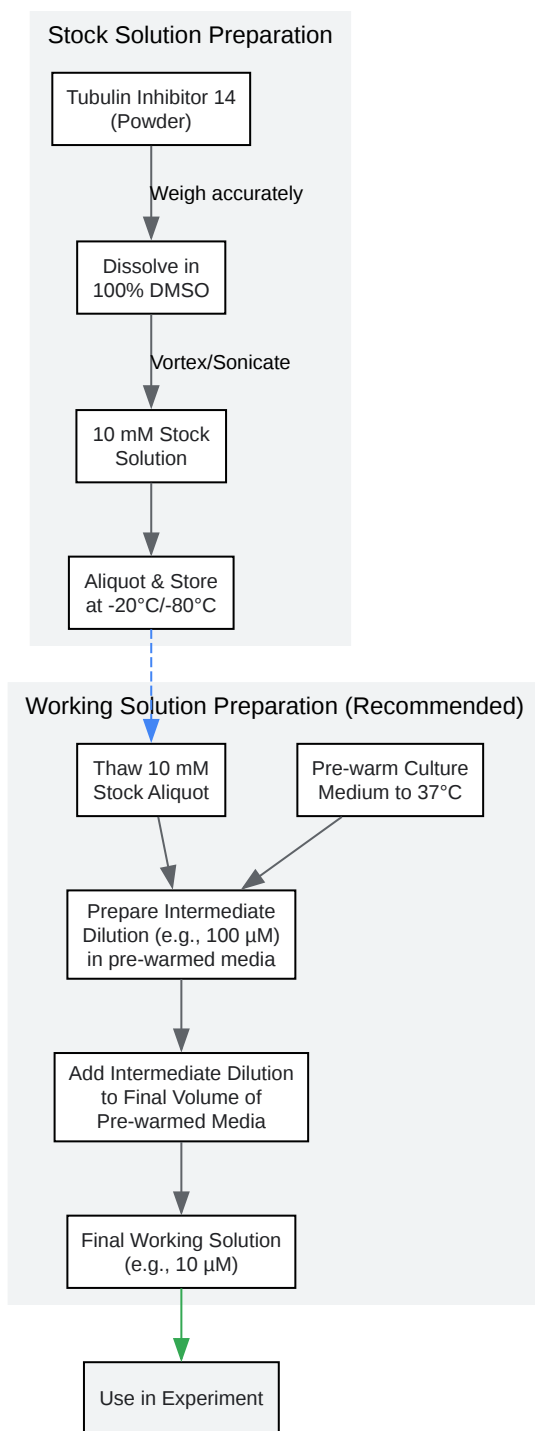 Stock Solution Preparation
Tubulin Inhibitor 14
(Powder)
Weigh accurately
Dissolve in
100% DMSO
Vortex/Sonicate
10 mM Stock
Solution
Aliquot & Store
at -20°C/-80°C
Working Solution Preparation (Recommended)
Thaw 10 mM
Stock Aliquot
Pre-warm Culture
Medium to 37°C
Prepare Intermediate
Dilution (e.g., 100 µM)
in pre-warmed media
Add Intermediate Dilution
to Final Volume of
Pre-warmed Media
Final Working Solution
(e.g., 10 µM)
Use in Experiment